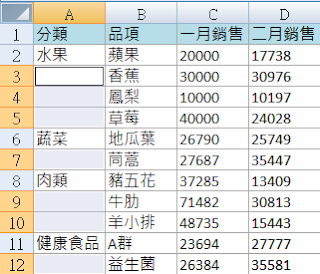 A B C D
1 分類 品項 一月銷售 二月銷售
2 水果 蘋果 20000 17738
3 香蕉 30000 30976
4 鳳梨 10000 10197
5 草莓 40000 24028
6 蔬菜 地瓜葉 26790 25749
7 茼蒿 27687 35447
8 肉類 豬五花 37285 13409
9 牛肋 71482 30813
10 羊小排 48735 15443
11 健康食品 A群 23694 27777
12 益生菌 26384 35581